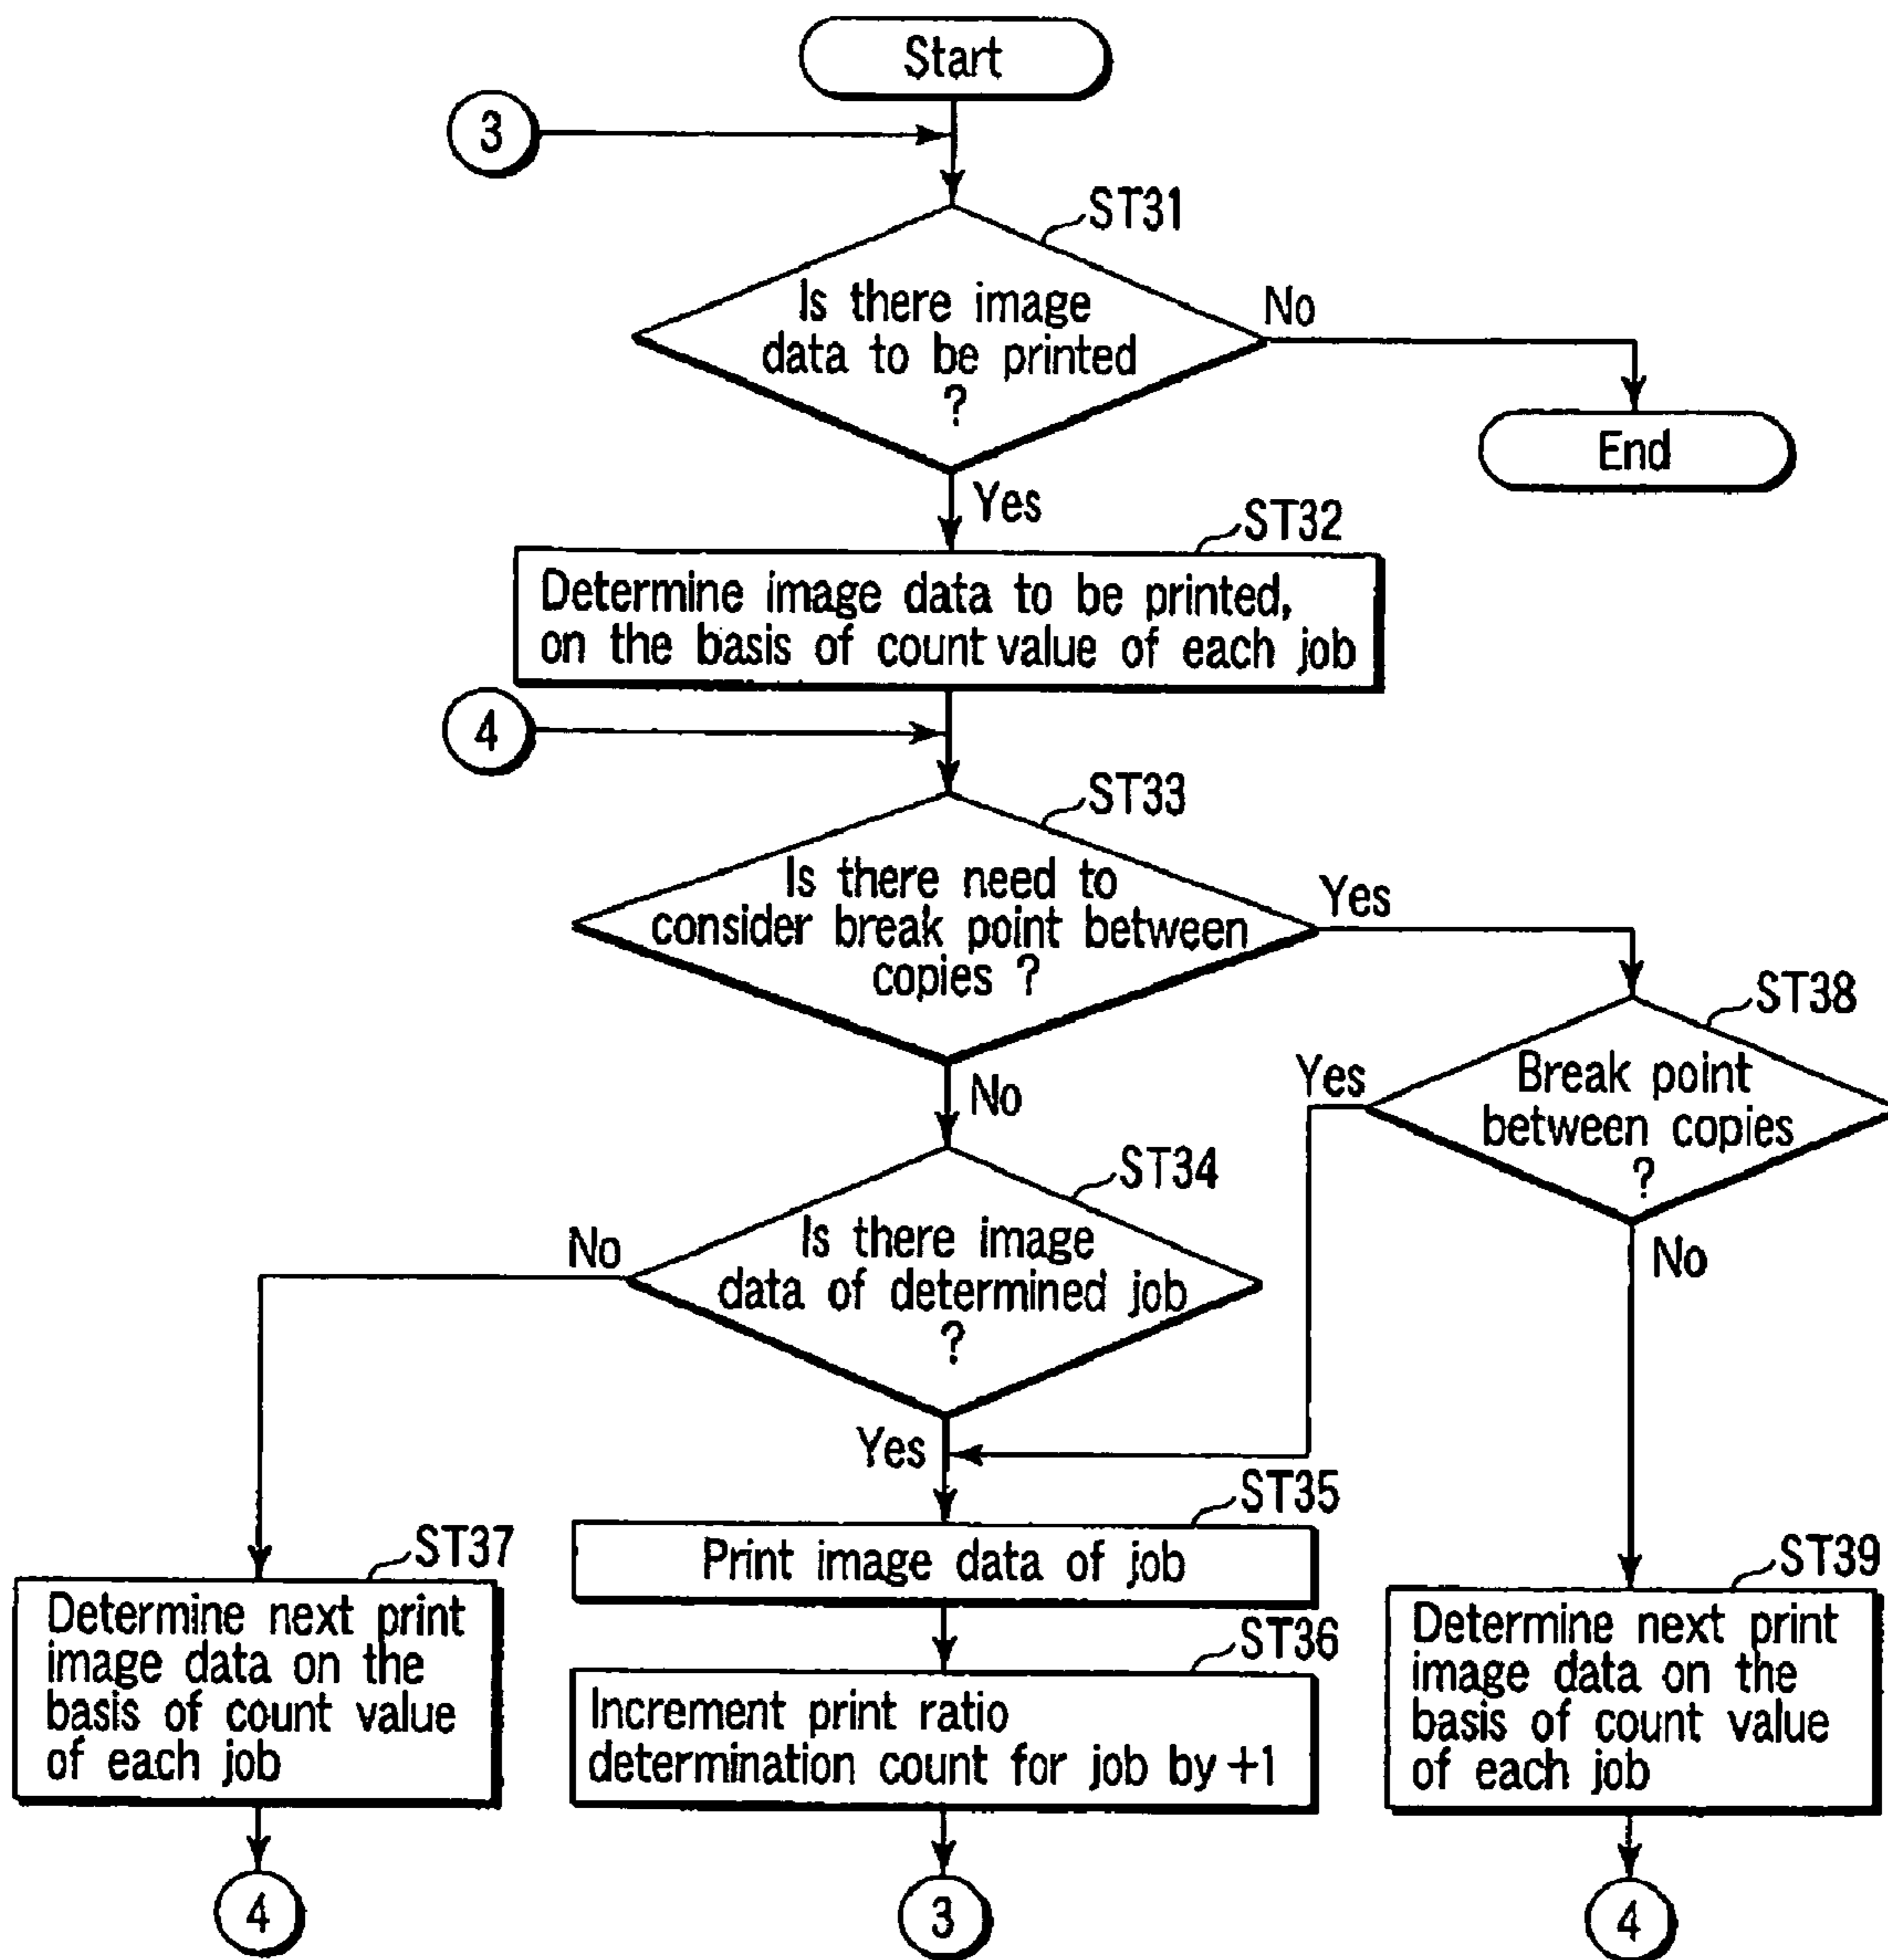 Start
3
ST31
Is there image
data to be printed
?
No
End
Yes
ST32
Determine image data to be printed,
on the basis of count value of each job
4
ST33
Is there need to
consider break point between
copies ?
Yes
ST38
Break point
between copies
?
Yes
No
No
ST34
Is there image
data of determined job
?
No
Yes
ST35
Print image data of job
ST37
Determine next print
image data on the
basis of count value
of each job
ST36
Increment print ratio
determination count for job by +1
ST39
Determine next print
image data on the
basis of count value
of each job
4
3
4